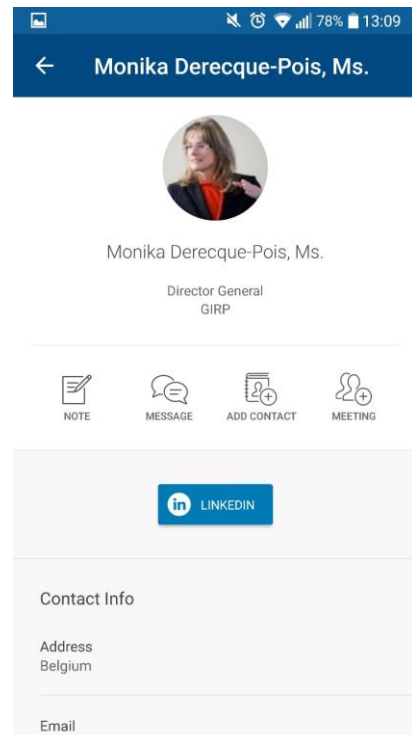 78% 13:09
Monika Derecque-Pois, Ms.
Monika Derecque-Pois, Ms.
Director General
GIRP
NOTE MESSAGE ADD CONTACT MEETING
in LINKEDIN
Contact Info
Address
Belgium
Email